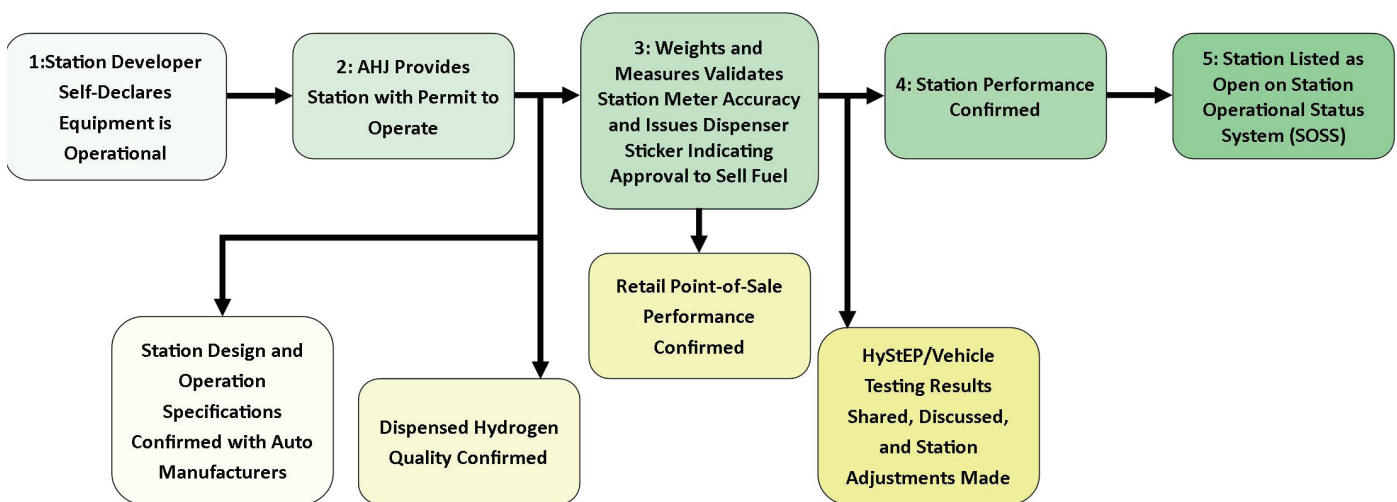 1:Station Developer
Self-Declares
Equipment is
Operational
2: AHJ Provides
Station with Permit to
Operate
3: Weights and
Measures Validates
Station Meter Accuracy
and Issues Dispenser
Sticker Indicating
Approval to Sell Fuel
4: Station Performance
Confirmed
5: Station Listed as
Open on Station
Operational Status
System (SOSS)
Station Design and
Operation
Specifications
Confirmed with Auto
Manufacturers
Dispensed Hydrogen
Quality Confirmed
Retail Point-of-Sale
Performance
Confirmed
HyStEP/Vehicle
Testing Results
Shared, Discussed,
and Station
Adjustments Made